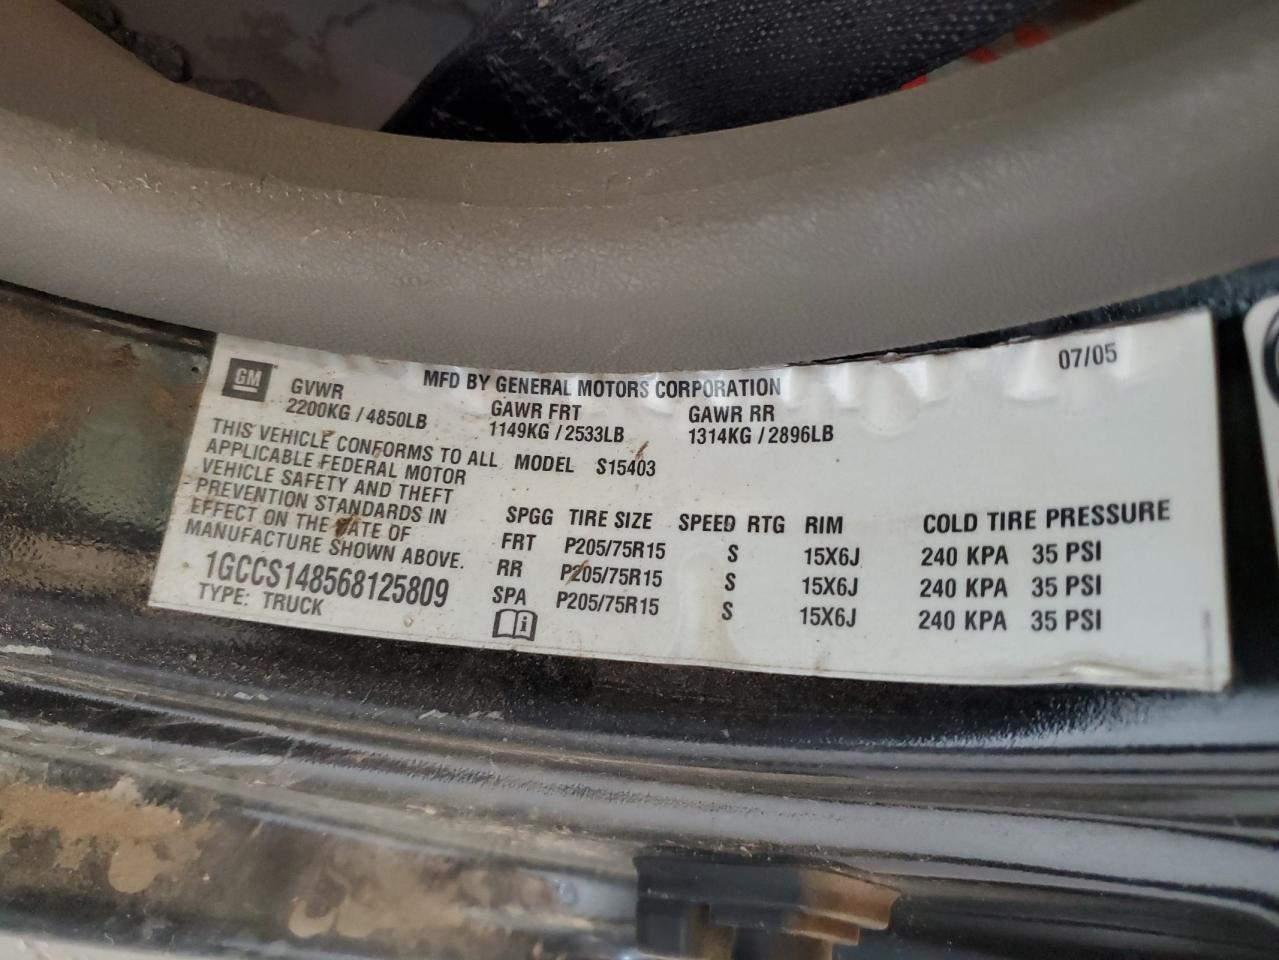 GM
MFD BY GENERAL MOTORS CORPORATION 07/05
GVWR GAWR FRT GAWR RR
2200KG / 4850LB 1149KG / 2533LB 1314KG / 2896LB
THIS VEHICLE CONFORMS TO ALL
APPLICABLE FEDERAL MOTOR
VEHICLE SAFETY AND THEFT
PREVENTION STANDARDS IN
EFFECT ON THE DATE OF
MANUFACTURE SHOWN ABOVE.
1GCCS148568125809
TYPE: TRUCK
MODEL S15403
SPGG TIRE SIZE SPEED RTG RIM COLD TIRE PRESSURE
FRT P205/75R15 S 15X6J 240 KPA 35 PSI
RR P205/75R15 S 15X6J 240 KPA 35 PSI
SPA P205/75R15 S 15X6J 240 KPA 35 PSI